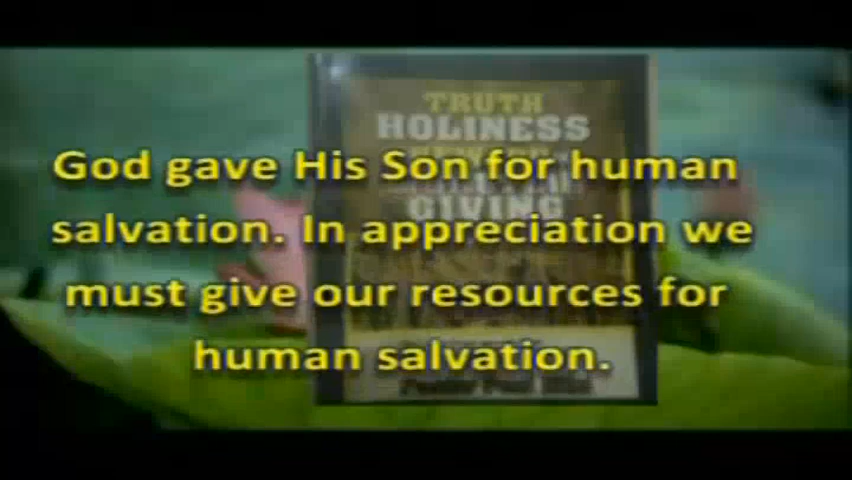 TRUTH
HOLINESS
God gave His Son for human
salvation. In appreciation we
GIVING
must give our resources for
human salvation.